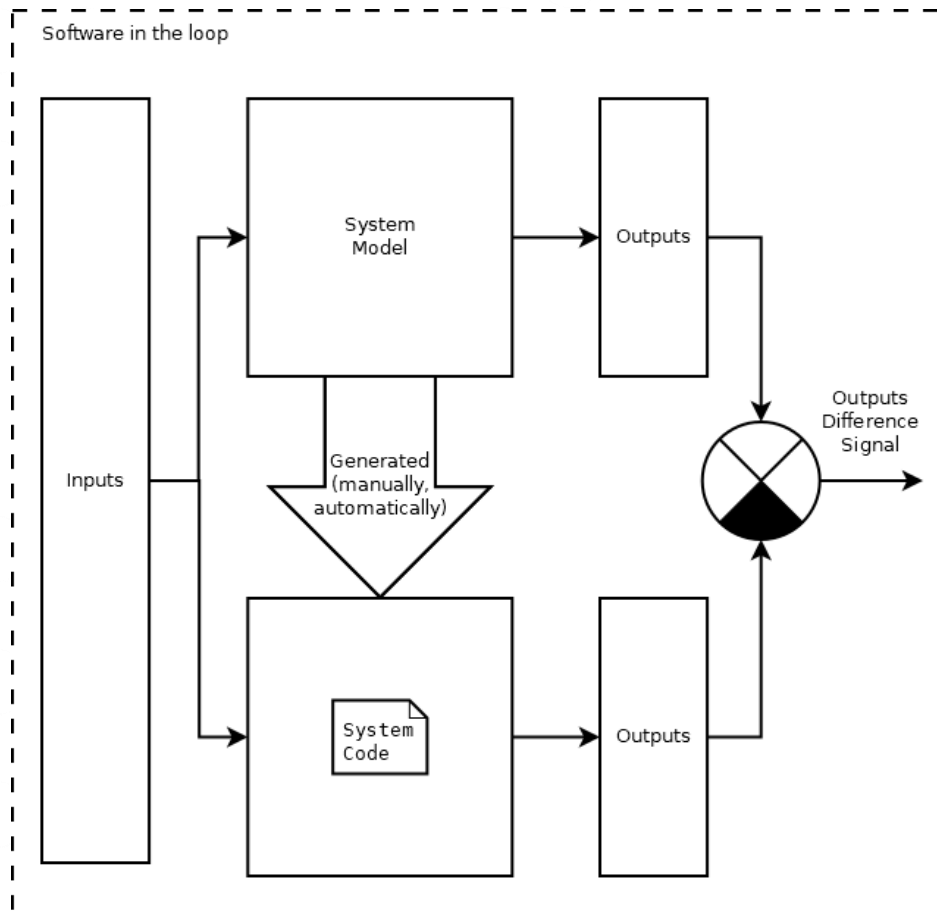 Software in the loop
System
Model
Outputs
Outputs
Difference
Signal
Generated
(manually,
automatically)
Inputs
System
Code
Outputs